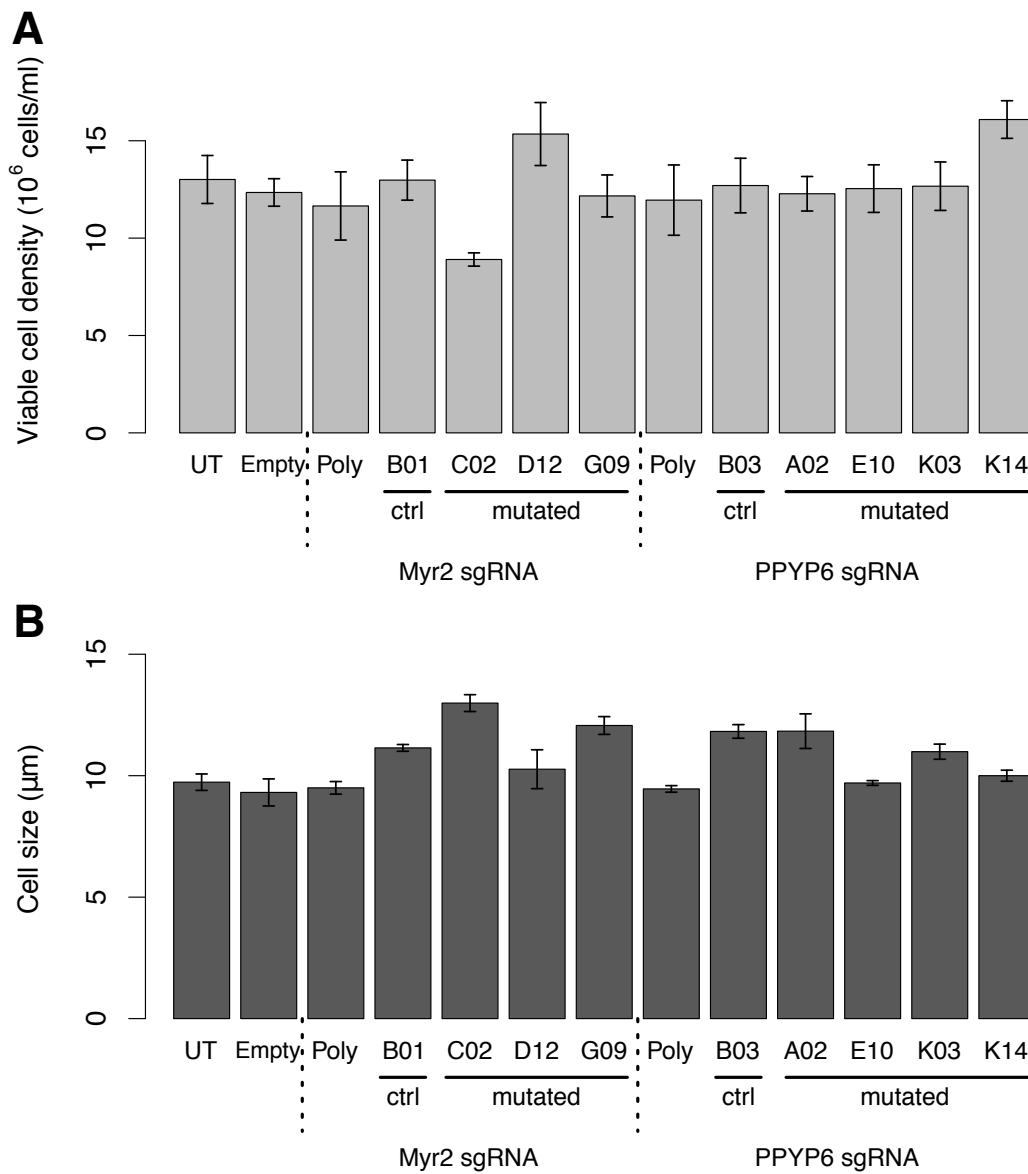 A
Viable cell density (10⁶ cells/ml)
15
10
5
0
UT Empty Poly B01 C02 D12 G09 Poly B03 A02 E10 K03 K14
ctrl mutated ctrl mutated
Myr2 sgRNA PPYP6 sgRNA
B
Cell size (µm)
15
10
5
0
UT Empty Poly B01 C02 D12 G09 Poly B03 A02 E10 K03 K14
ctrl mutated ctrl mutated
Myr2 sgRNA PPYP6 sgRNA